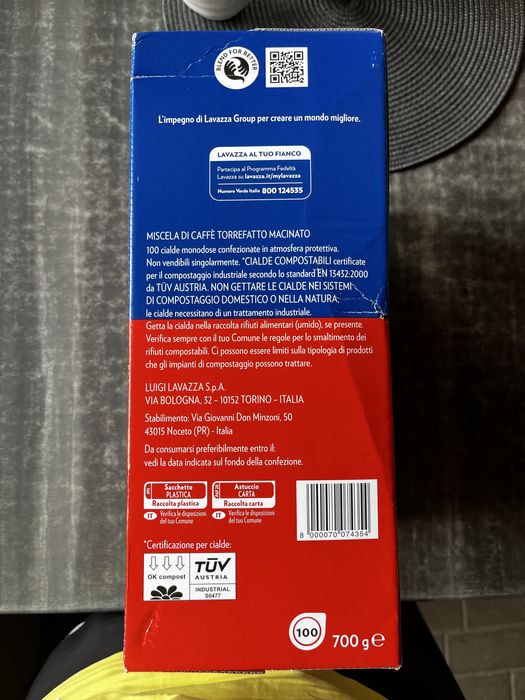 BLEND FOR BETTER
L'impegno di Lavazza Group per creare un mondo migliore.
LAVAZZA AL TUO FIANCO
Partecipa al Programma Fedeltà
Lavazza su lavazza.it/mylavazza
Numero Verde Italia 800 124535
MISCELA DI CAFFÈ TORREFATTO MACINATO
100 cialde monodose confezionate in atmosfera protettiva.
Non vendibili singolarmente. *CIALDE COMPOSTABILI certificate
per il compostaggio industriale secondo lo standard EN 13432:2000
da TÜV AUSTRIA. NON GETTARE LE CIALDE NEI SISTEMI
DI COMPOSTAGGIO DOMESTICO O NELLA NATURA,
le cialde necessitano di un trattamento industriale.
Getta la cialda nella raccolta rifiuti alimentari (umido), se presente.
Verifica sempre con il tuo Comune le regole per lo smaltimento dei
rifiuti compostabili. Ci possono essere limiti sulla tipologia di prodotti
che gli impianti di compostaggio possono trattare.
LUIGI LAVAZZA S.p.A.
VIA BOLOGNA, 32 – 10152 TORINO – ITALIA
Stabilimento: Via Giovanni Don Minzoni, 50
43015 Noceto (PR) - Italia
Da consumarsi preferibilmente entro il:
vedi la data indicata sul fondo della confezione.
Sacchetto
PLASTICA
Raccolta plastica
IT Verifica le disposizioni
del tuo Comune
Astuccio
CARTA
Raccolta carta
IT Verifica le disposizioni
del tuo Comune
8 000070 074354
*Certificazione per cialde:
OK compost
TÜV
AUSTRIA
INDUSTRIAL
S0477
100
700 g e